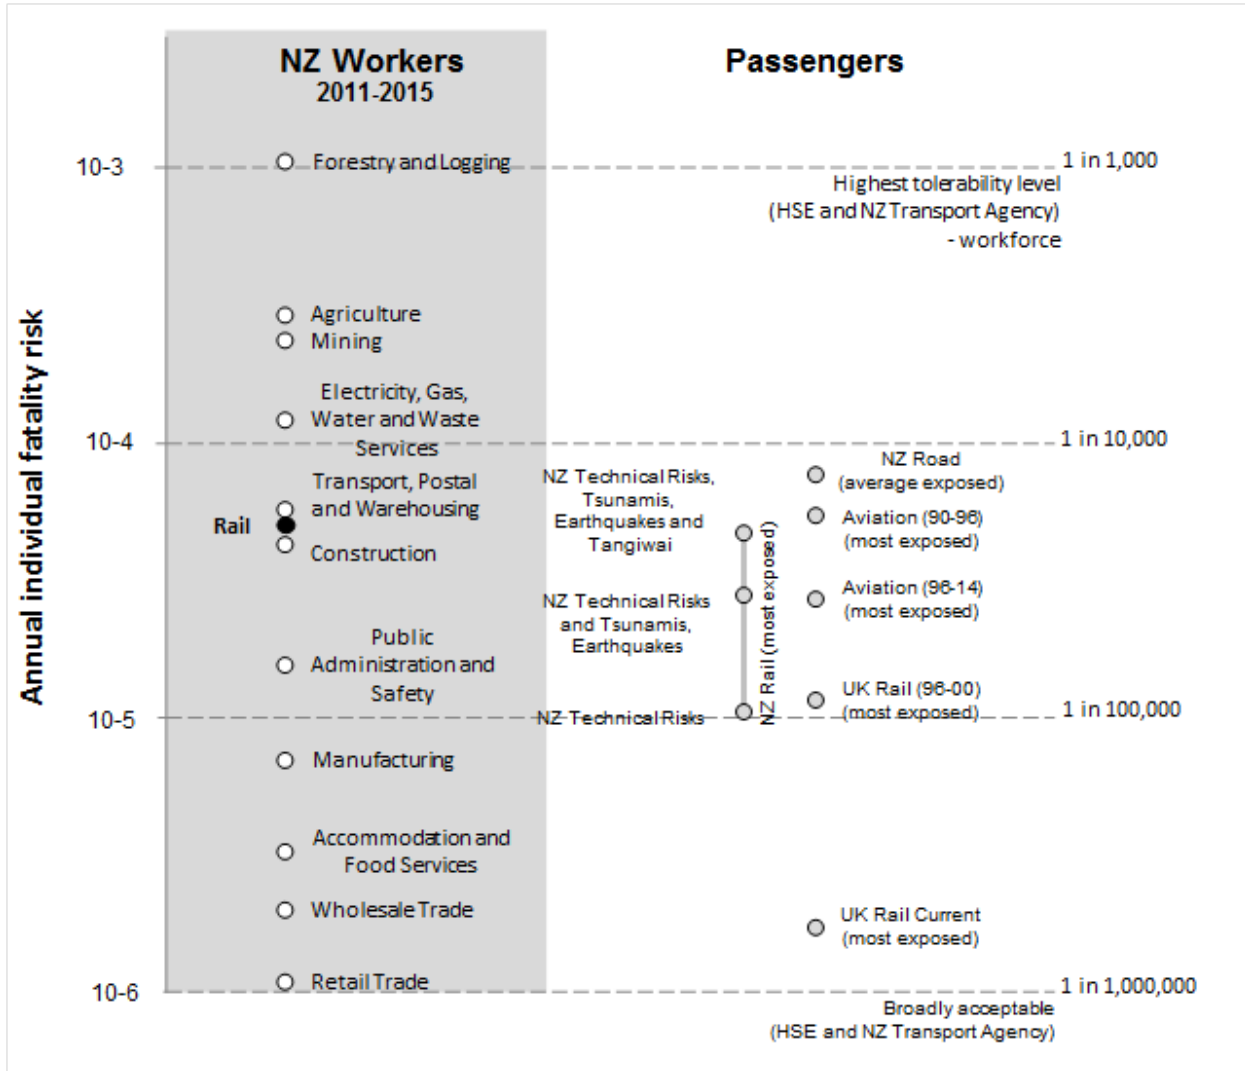 NZ Workers
2011-2015
Passengers
Annual individual fatality risk
10-3
Forestry and Logging
1 in 1,000
Highest tolerability level
(HSE and NZ Transport Agency)
- workforce
Agriculture
Mining
Electricity, Gas,
Water and Waste
Services
10-4
1 in 10,000
Transport, Postal
and Warehousing
Rail
Construction
NZ Technical Risks,
Tsunamis,
Earthquakes and
Tangiwai
NZ Technical Risks
and Tsunamis,
Earthquakes
NZ Technical Risks
NZ Rail (most exposed)
NZ Road
(average exposed)
Aviation (90-96)
(most exposed)
Aviation (96-14)
(most exposed)
UK Rail (96-00)
(most exposed)
Public
Administration and
Safety
10-5
1 in 100,000
Manufacturing
Accommodation and
Food Services
Wholesale Trade
UK Rail Current
(most exposed)
Retail Trade
10-6
1 in 1,000,000
Broadly acceptable
(HSE and NZ Transport Agency)